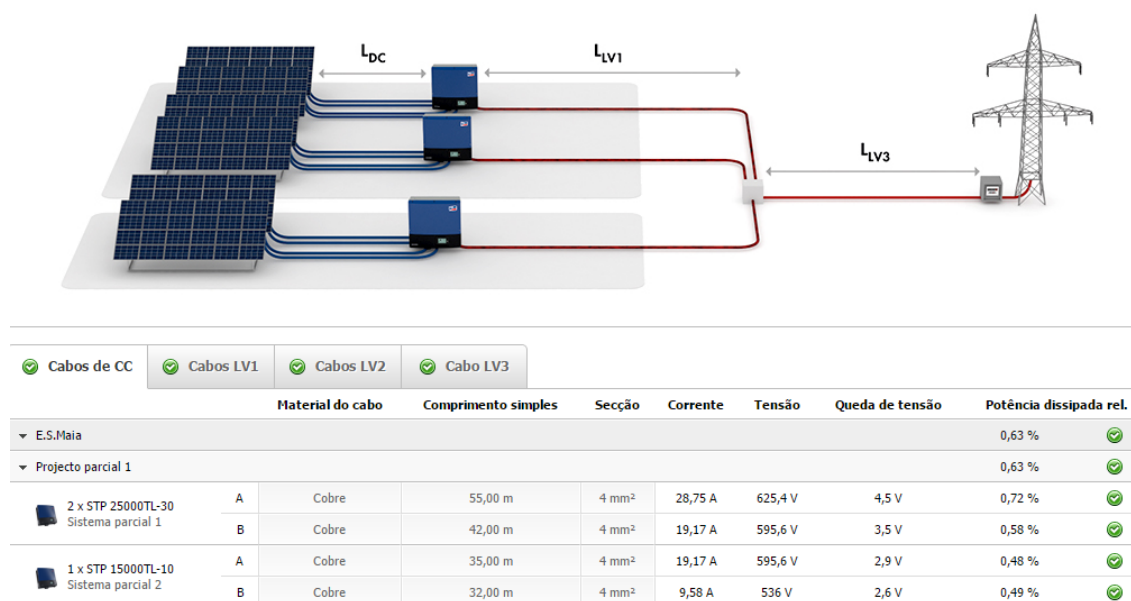 LDC
LLV1
LLV3
Cabos de CC Cabos LV1 Cabos LV2 Cabo LV3
Material do cabo Comprimento simples Secção Corrente Tensão Queda de tensão Potência dissipada rel.
E.S.Maia 0,63 %
Projecto parcial 1 0,63 %
2 x STP 25000TL-30
Sistema parcial 1
A Cobre 55,00 m 4 mm² 28,75 A 625,4 V 4,5 V 0,72 %
B Cobre 42,00 m 4 mm² 19,17 A 595,6 V 3,5 V 0,58 %
1 x STP 15000TL-10
Sistema parcial 2
A Cobre 35,00 m 4 mm² 19,17 A 595,6 V 2,9 V 0,48 %
B Cobre 32,00 m 4 mm² 9,58 A 536 V 2,6 V 0,49 %